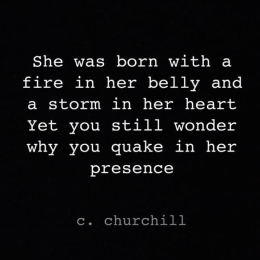 She was born with a
fire in her belly and
a storm in her heart
Yet you still wonder
why you quake in her
presence
c. churchill